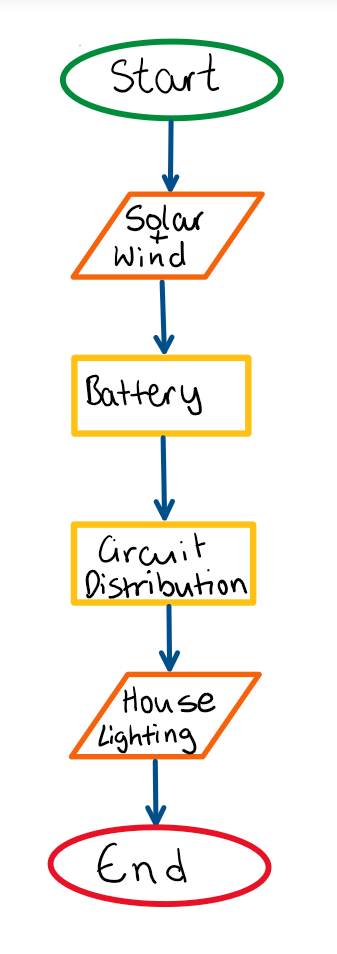 Start
Solar
+
Wind
Battery
Circuit
Distribution
House
Lighting
End